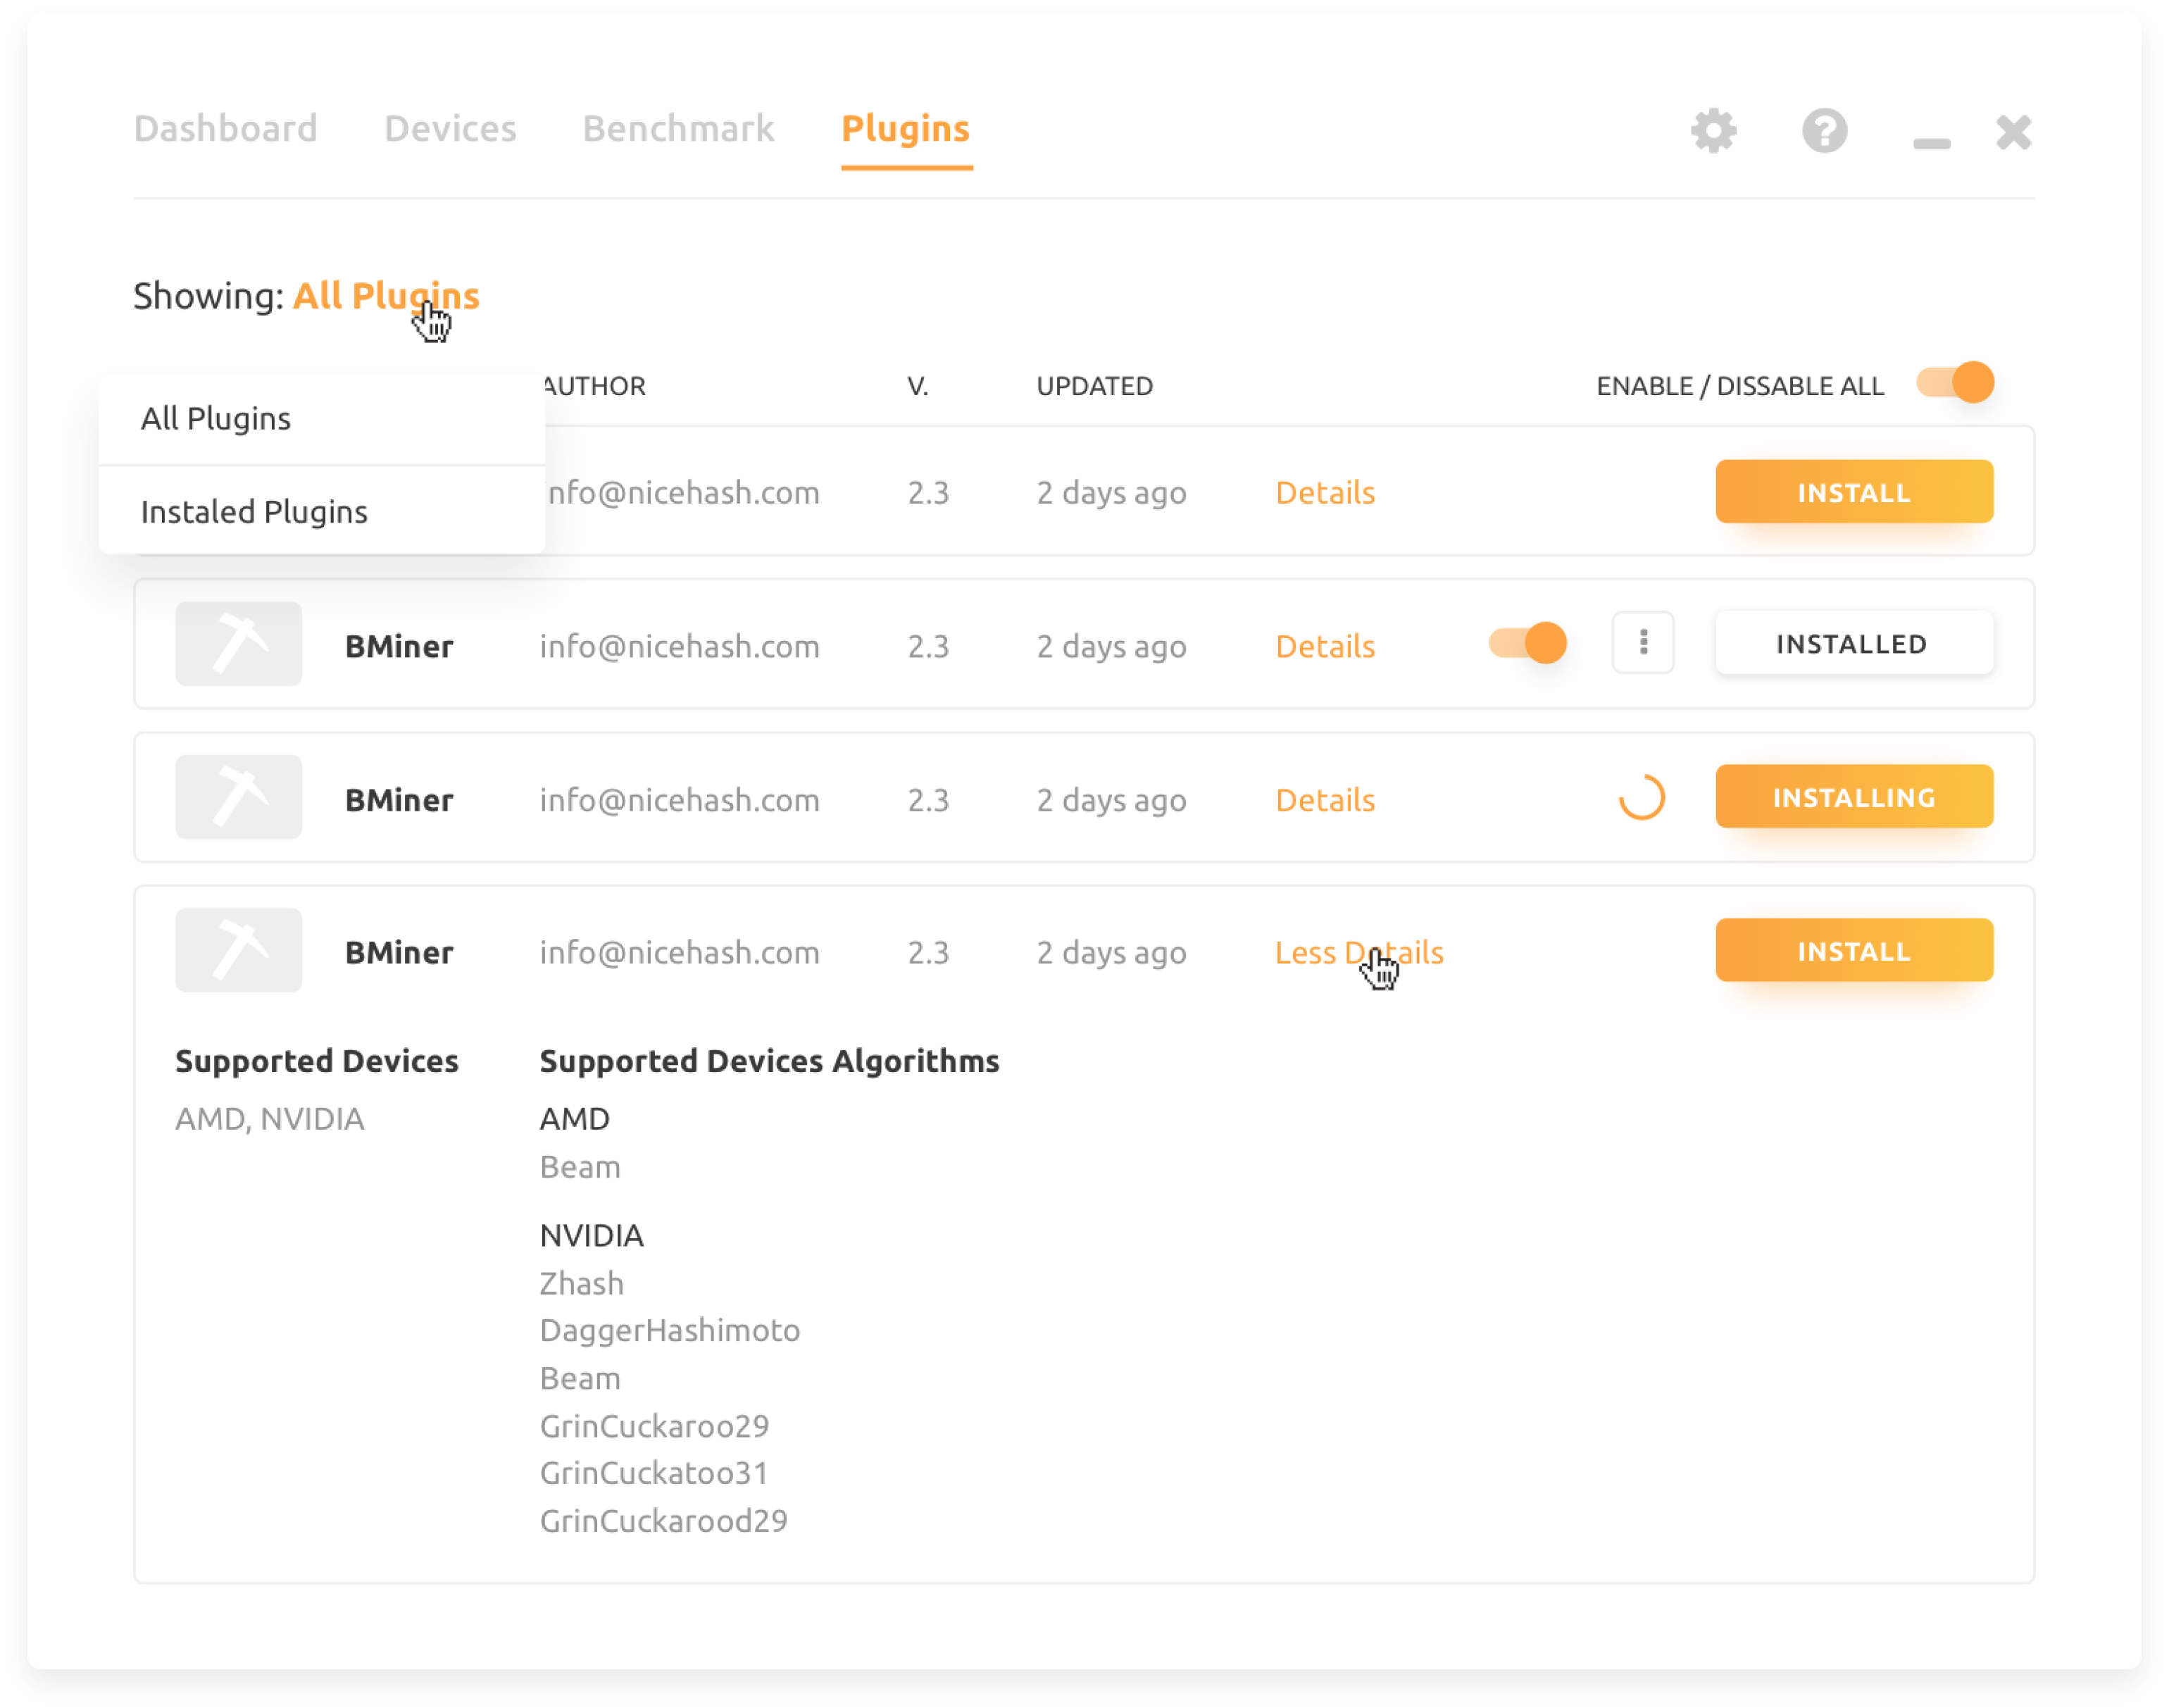 Dashboard Devices Benchmark Plugins
Showing: All Plugins
AUTHOR V. UPDATED ENABLE / DISSABLE ALL
All Plugins
nfo@nicehash.com 2.3 2 days ago Details INSTALL
Instaled Plugins
BMiner info@nicehash.com 2.3 2 days ago Details INSTALLED
BMiner info@nicehash.com 2.3 2 days ago Details INSTALLING
BMiner info@nicehash.com 2.3 2 days ago Less Details INSTALL
Supported Devices Supported Devices Algorithms
AMD, NVIDIA AMD
Beam
NVIDIA
Zhash
DaggerHashimoto
Beam
GrinCuckaroo29
GrinCuckatoo31
GrinCuckarood29